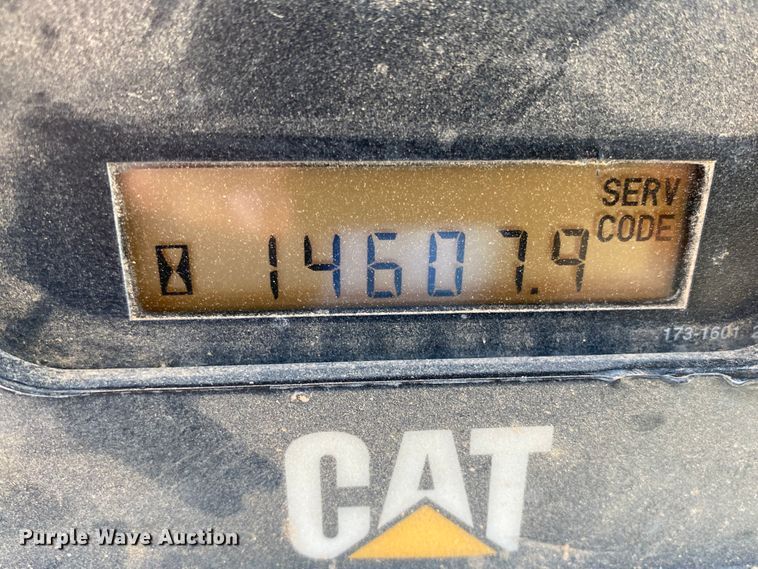 SERV
CODE
14607.9
173-1601
CAT
Purple Wave Auction